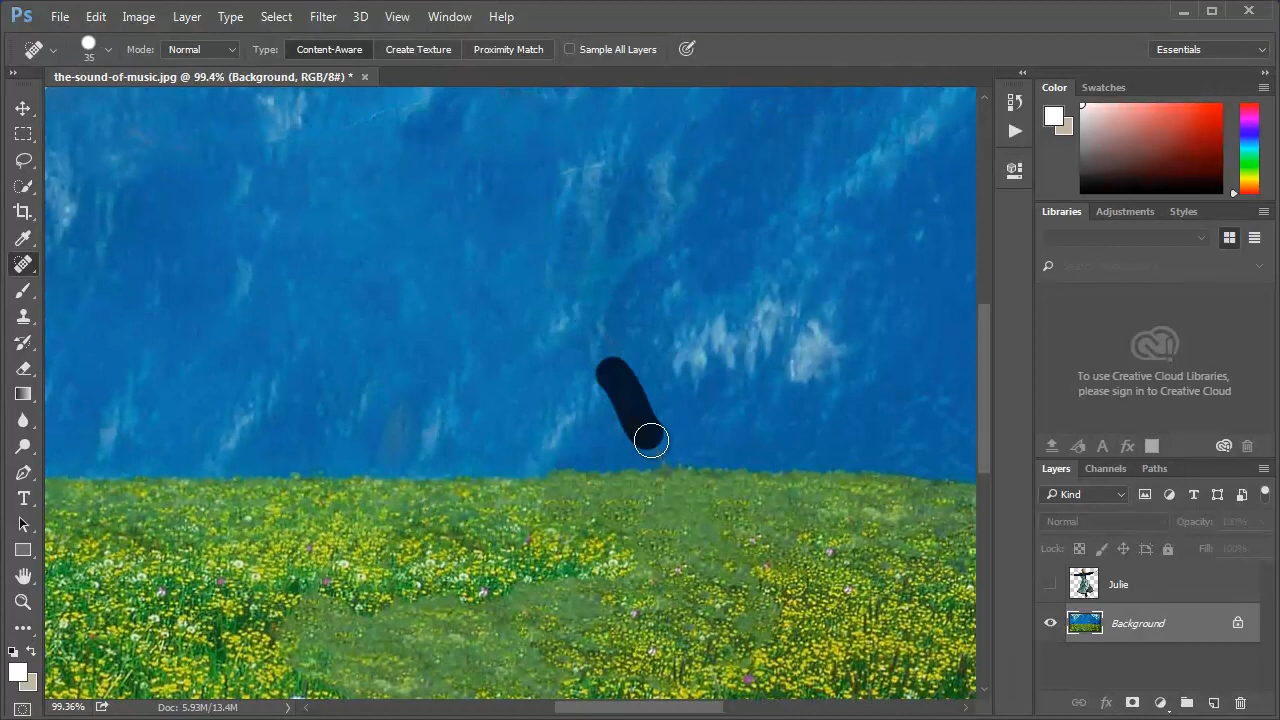 Ps File Edit Image Layer Type Select Filter 3D View Window Help
35 Mode: Normal Type: Content-Aware Create Texture Proximity Match Sample All Layers Essentials
the-sound-of-music.jpg @ 99.4% (Background, RGB/8#) *
Color Swatches
Libraries Adjustments Styles
To use Creative Cloud Libraries,
please sign in to Creative Cloud
Layers Channels Paths
Kind
Normal Opacity: 100%
Lock: Fill: 100%
Julie
Background
99.36% Doc: 5.93M/13.4M